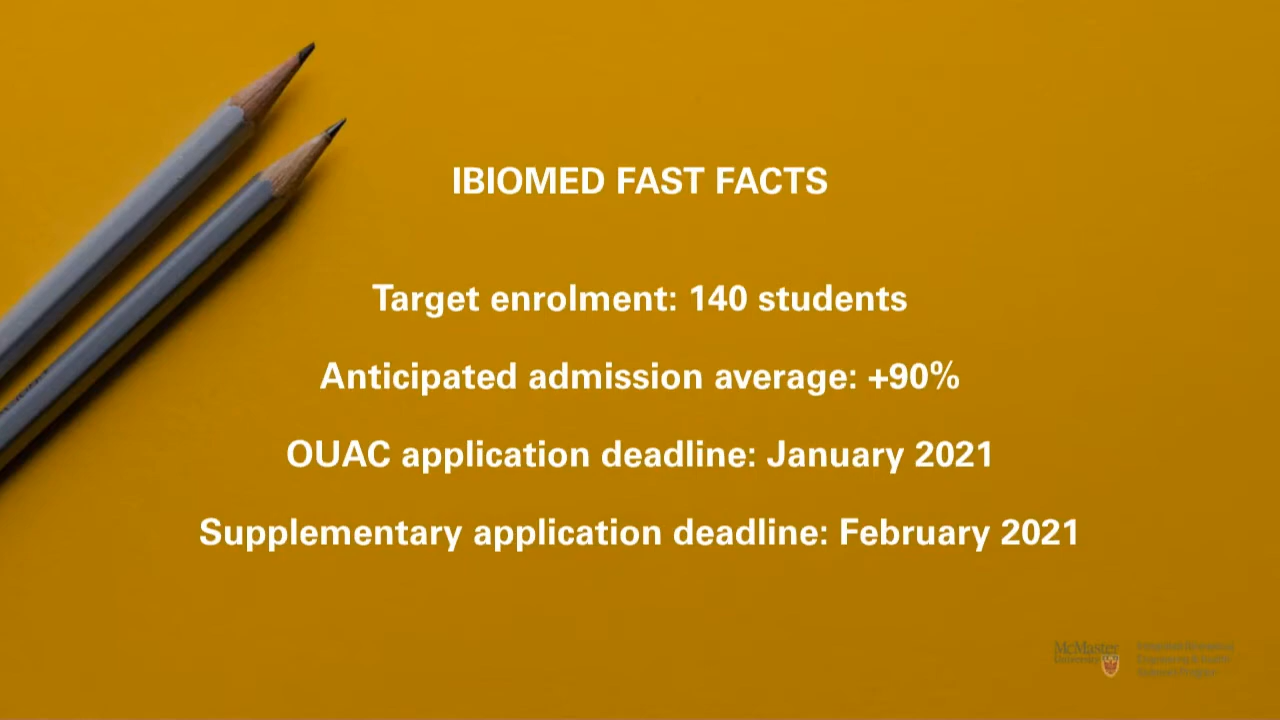 IBIOMED FAST FACTS
Target enrolment: 140 students
Anticipated admission average: +90%
OUAC application deadline: January 2021
Supplementary application deadline: February 2021
McMaster
University